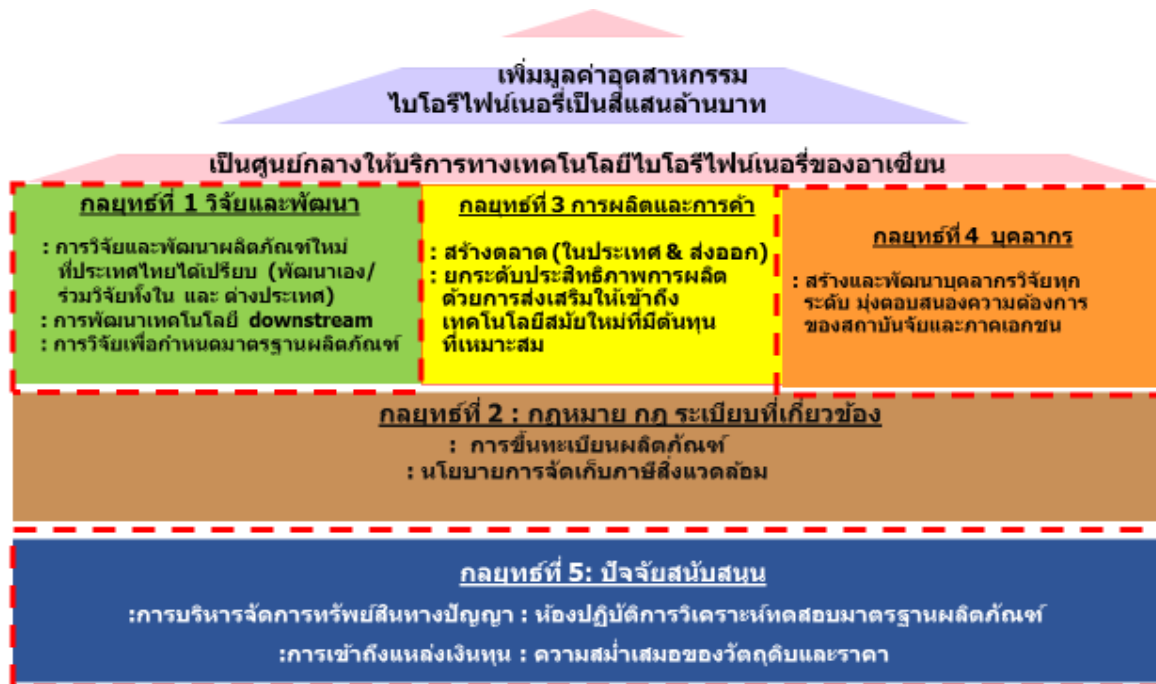 เพิ่มมูลค่าอุตสาหกรรม
ไบโอรีไฟน์เนอรี่เป็นสี่แสนล้านบาท
เป็นศูนย์กลางให้บริการทางเทคโนโลยีไบโอรีไฟน์เนอรี่ของอาเซียน
กลยุทธ์ที่ 1 วิจัยและพัฒนา
: การวิจัยและพัฒนาผลิตภัณฑ์ใหม่
ที่ประเทศไทยได้เปรียบ (พัฒนาเอง/
ร่วมวิจัยทั้งใน และ ต่างประเทศ)
: การพัฒนาเทคโนโลยี downstream
: การวิจัยเพื่อกำหนดมาตรฐานผลิตภัณฑ์
กลยุทธ์ที่ 3 การผลิตและการค้า
: สร้างตลาด (ในประเทศ & ส่งออก)
: ยกระดับประสิทธิภาพการผลิต
ด้วยการส่งเสริมให้เข้าถึง
เทคโนโลยีสมัยใหม่ที่มีต้นทุน
ที่เหมาะสม
กลยุทธ์ที่ 4 บุคลากร
: สร้างและพัฒนาบุคลากรวิจัยทุก
ระดับ มุ่งตอบสนองความต้องการ
ของสถาบันจัยและภาคเอกชน
กลยุทธ์ที่ 2 : กฎหมาย กฎ ระเบียบที่เกี่ยวข้อง
: การขึ้นทะเบียนผลิตภัณฑ์
: นโยบายการจัดเก็บภาษีสิ่งแวดล้อม
กลยุทธ์ที่ 5: ปัจจัยสนับสนุน
:การบริหารจัดการทรัพย์สินทางปัญญา : ห้องปฏิบัติการวิเคราะห์ทดสอบมาตรฐานผลิตภัณฑ์
:การเข้าถึงแหล่งเงินทุน : ความสม่ำเสมอของวัตถุดิบและราคา